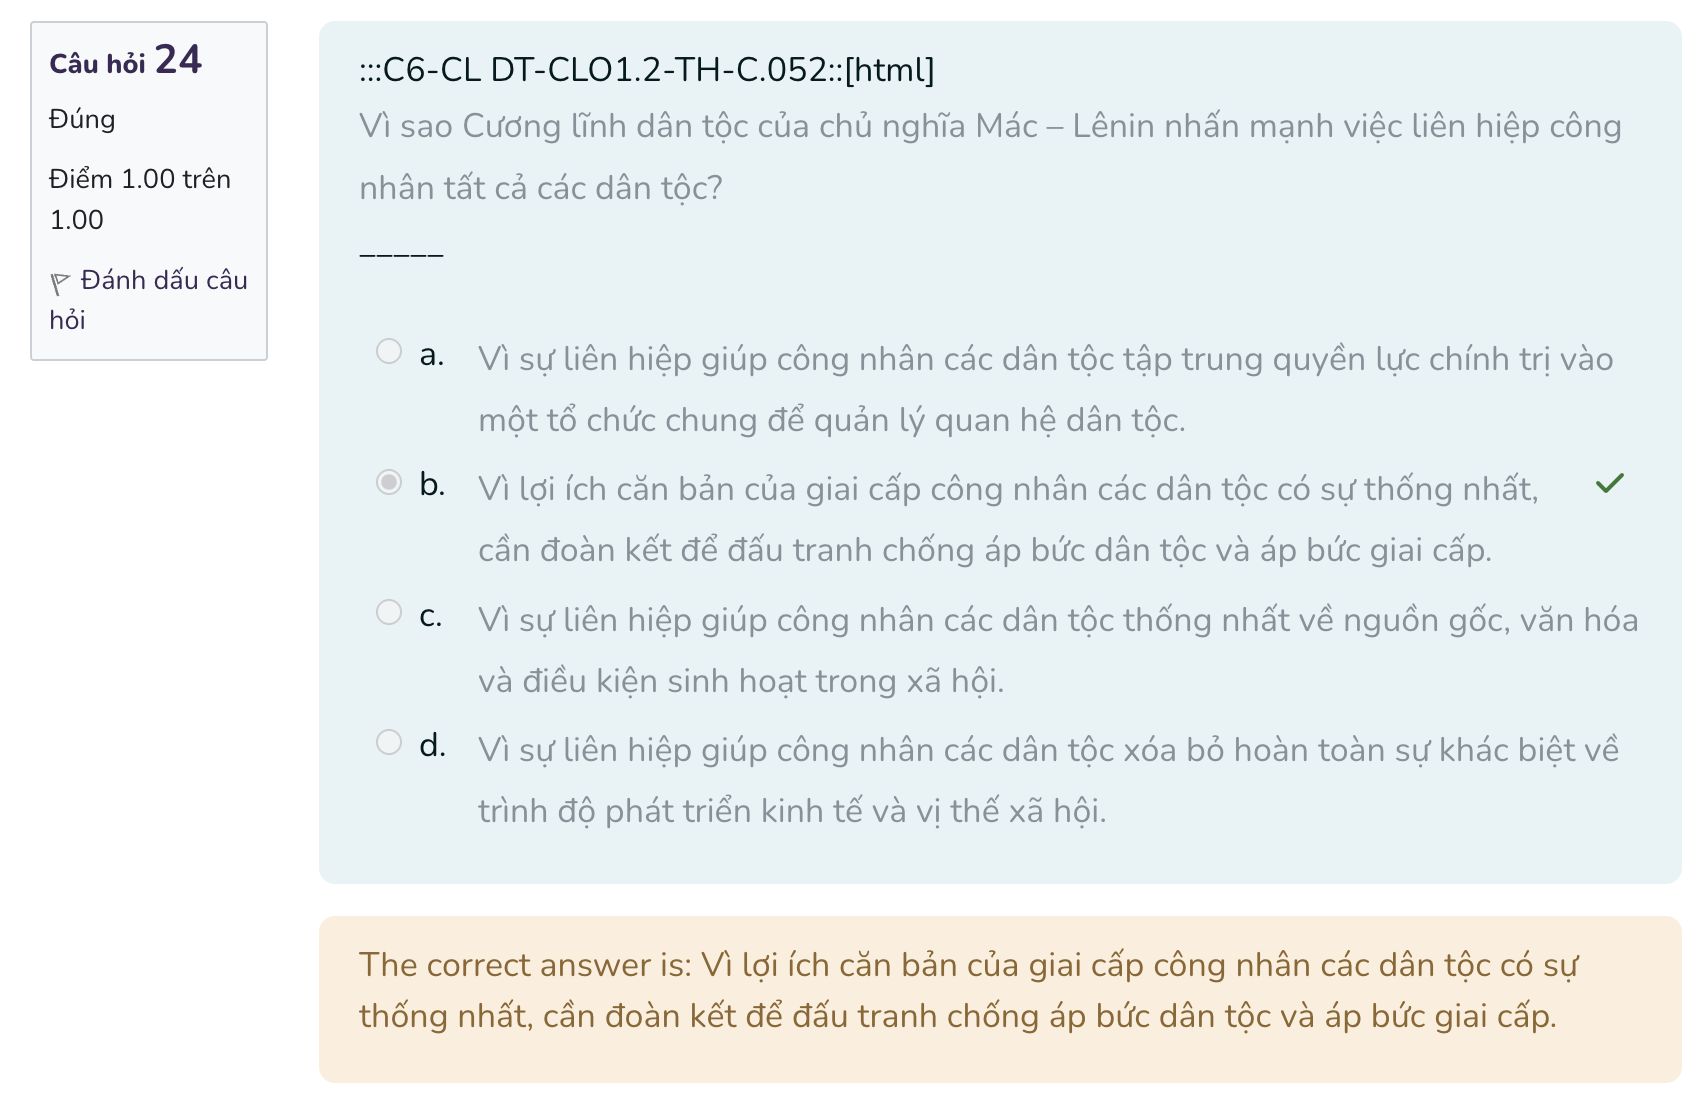 Câu hỏi 24
Đúng
Điểm 1.00 trên
1.00
Đánh dấu câu
hỏi
:::C6-CL DT-CLO1.2-TH-C.052::[html]
Vì sao Cương lĩnh dân tộc của chủ nghĩa Mác – Lênin nhấn mạnh việc liên hiệp công
nhân tất cả các dân tộc?
_____
a. Vì sự liên hiệp giúp công nhân các dân tộc tập trung quyền lực chính trị vào
một tổ chức chung để quản lý quan hệ dân tộc.
b. Vì lợi ích căn bản của giai cấp công nhân các dân tộc có sự thống nhất,
cần đoàn kết để đấu tranh chống áp bức dân tộc và áp bức giai cấp.
c. Vì sự liên hiệp giúp công nhân các dân tộc thống nhất về nguồn gốc, văn hóa
và điều kiện sinh hoạt trong xã hội.
d. Vì sự liên hiệp giúp công nhân các dân tộc xóa bỏ hoàn toàn sự khác biệt về
trình độ phát triển kinh tế và vị thế xã hội.
The correct answer is: Vì lợi ích căn bản của giai cấp công nhân các dân tộc có sự
thống nhất, cần đoàn kết để đấu tranh chống áp bức dân tộc và áp bức giai cấp.